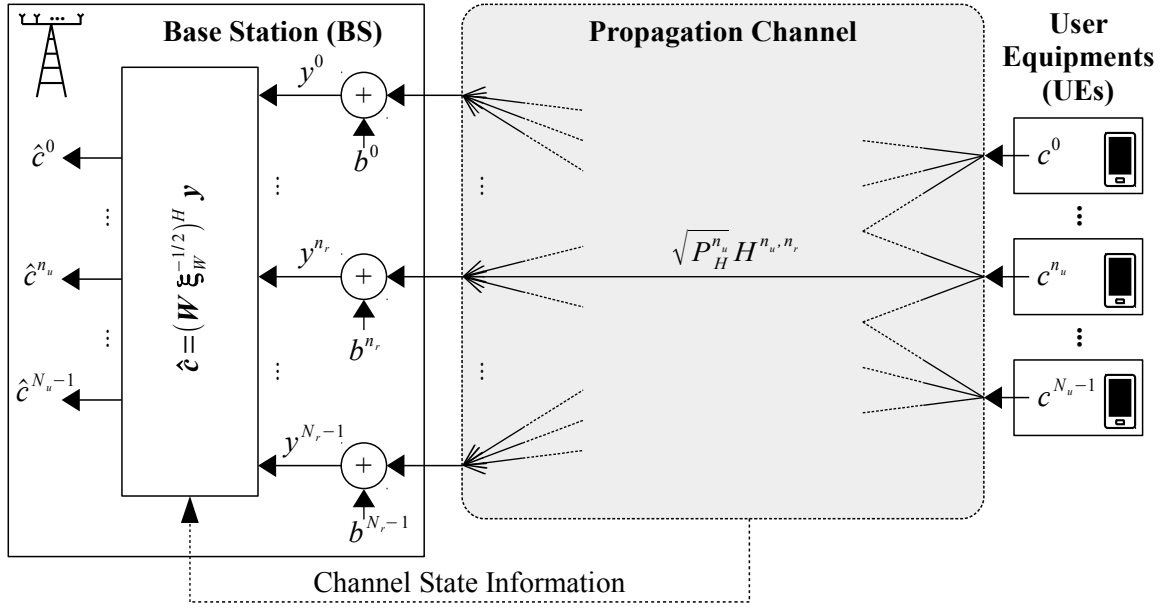 Base Station (BS)
Propagation Channel
User
Equipments
(UEs)
y^0
+
b^0
⋮
y^{n_r}
+
b^{n_r}
⋮
y^{N_r−1}
+
b^{N_r−1}
ĉ^0
⋮
ĉ^{n_u}
⋮
ĉ^{N_u−1}
ĉ=(W ξ_W^{−1/2})^H y
⋮
⋮
√(P_H^{n_u}) H^{n_u,n_r}
c^0
⋮
c^{n_u}
⋮
c^{N_u−1}
Channel State Information